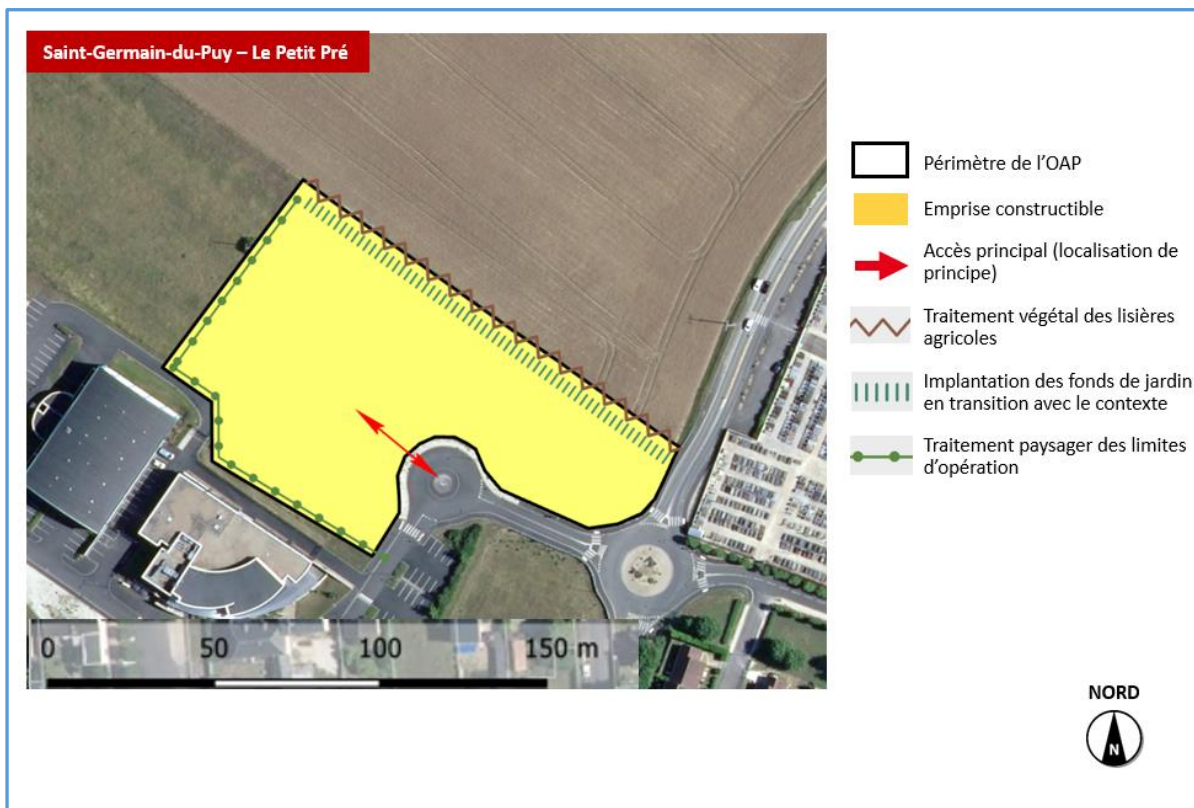 Saint-Germain-du-Puy – Le Petit Pré
Périmètre de l'OAP
Emprise constructible
Accès principal (localisation de
principe)
Traitement végétal des lisières
agricoles
Implantation des fonds de jardin
en transition avec le contexte
Traitement paysager des limites
d'opération
0 50 100 150 m
NORD
N